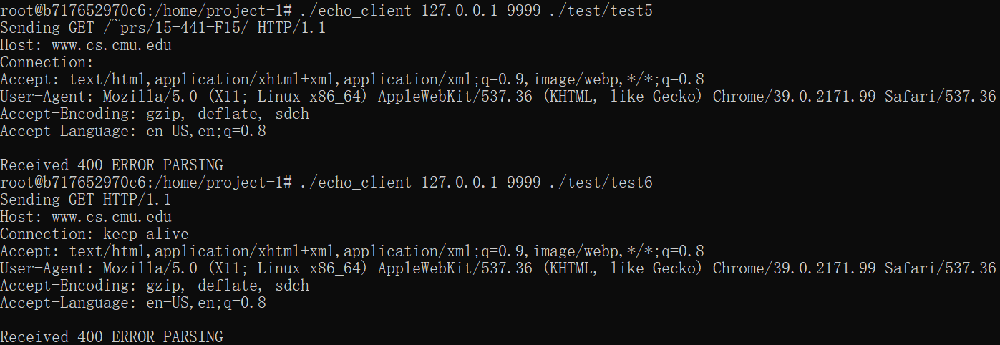 root@b717652970c6:/home/project-1# ./echo_client 127.0.0.1 9999 ./test/test5
Sending GET /~prs/15-441-F15/ HTTP/1.1
Host: www.cs.cmu.edu
Connection:
Accept: text/html,application/xhtml+xml,application/xml;q=0.9,image/webp,*/*;q=0.8
User-Agent: Mozilla/5.0 (X11; Linux x86_64) AppleWebKit/537.36 (KHTML, like Gecko) Chrome/39.0.2171.99 Safari/537.36
Accept-Encoding: gzip, deflate, sdch
Accept-Language: en-US,en;q=0.8

Received 400 ERROR PARSING
root@b717652970c6:/home/project-1# ./echo_client 127.0.0.1 9999 ./test/test6
Sending GET HTTP/1.1
Host: www.cs.cmu.edu
Connection: keep-alive
Accept: text/html,application/xhtml+xml,application/xml;q=0.9,image/webp,*/*;q=0.8
User-Agent: Mozilla/5.0 (X11; Linux x86_64) AppleWebKit/537.36 (KHTML, like Gecko) Chrome/39.0.2171.99 Safari/537.36
Accept-Encoding: gzip, deflate, sdch
Accept-Language: en-US,en;q=0.8

Received 400 ERROR PARSING